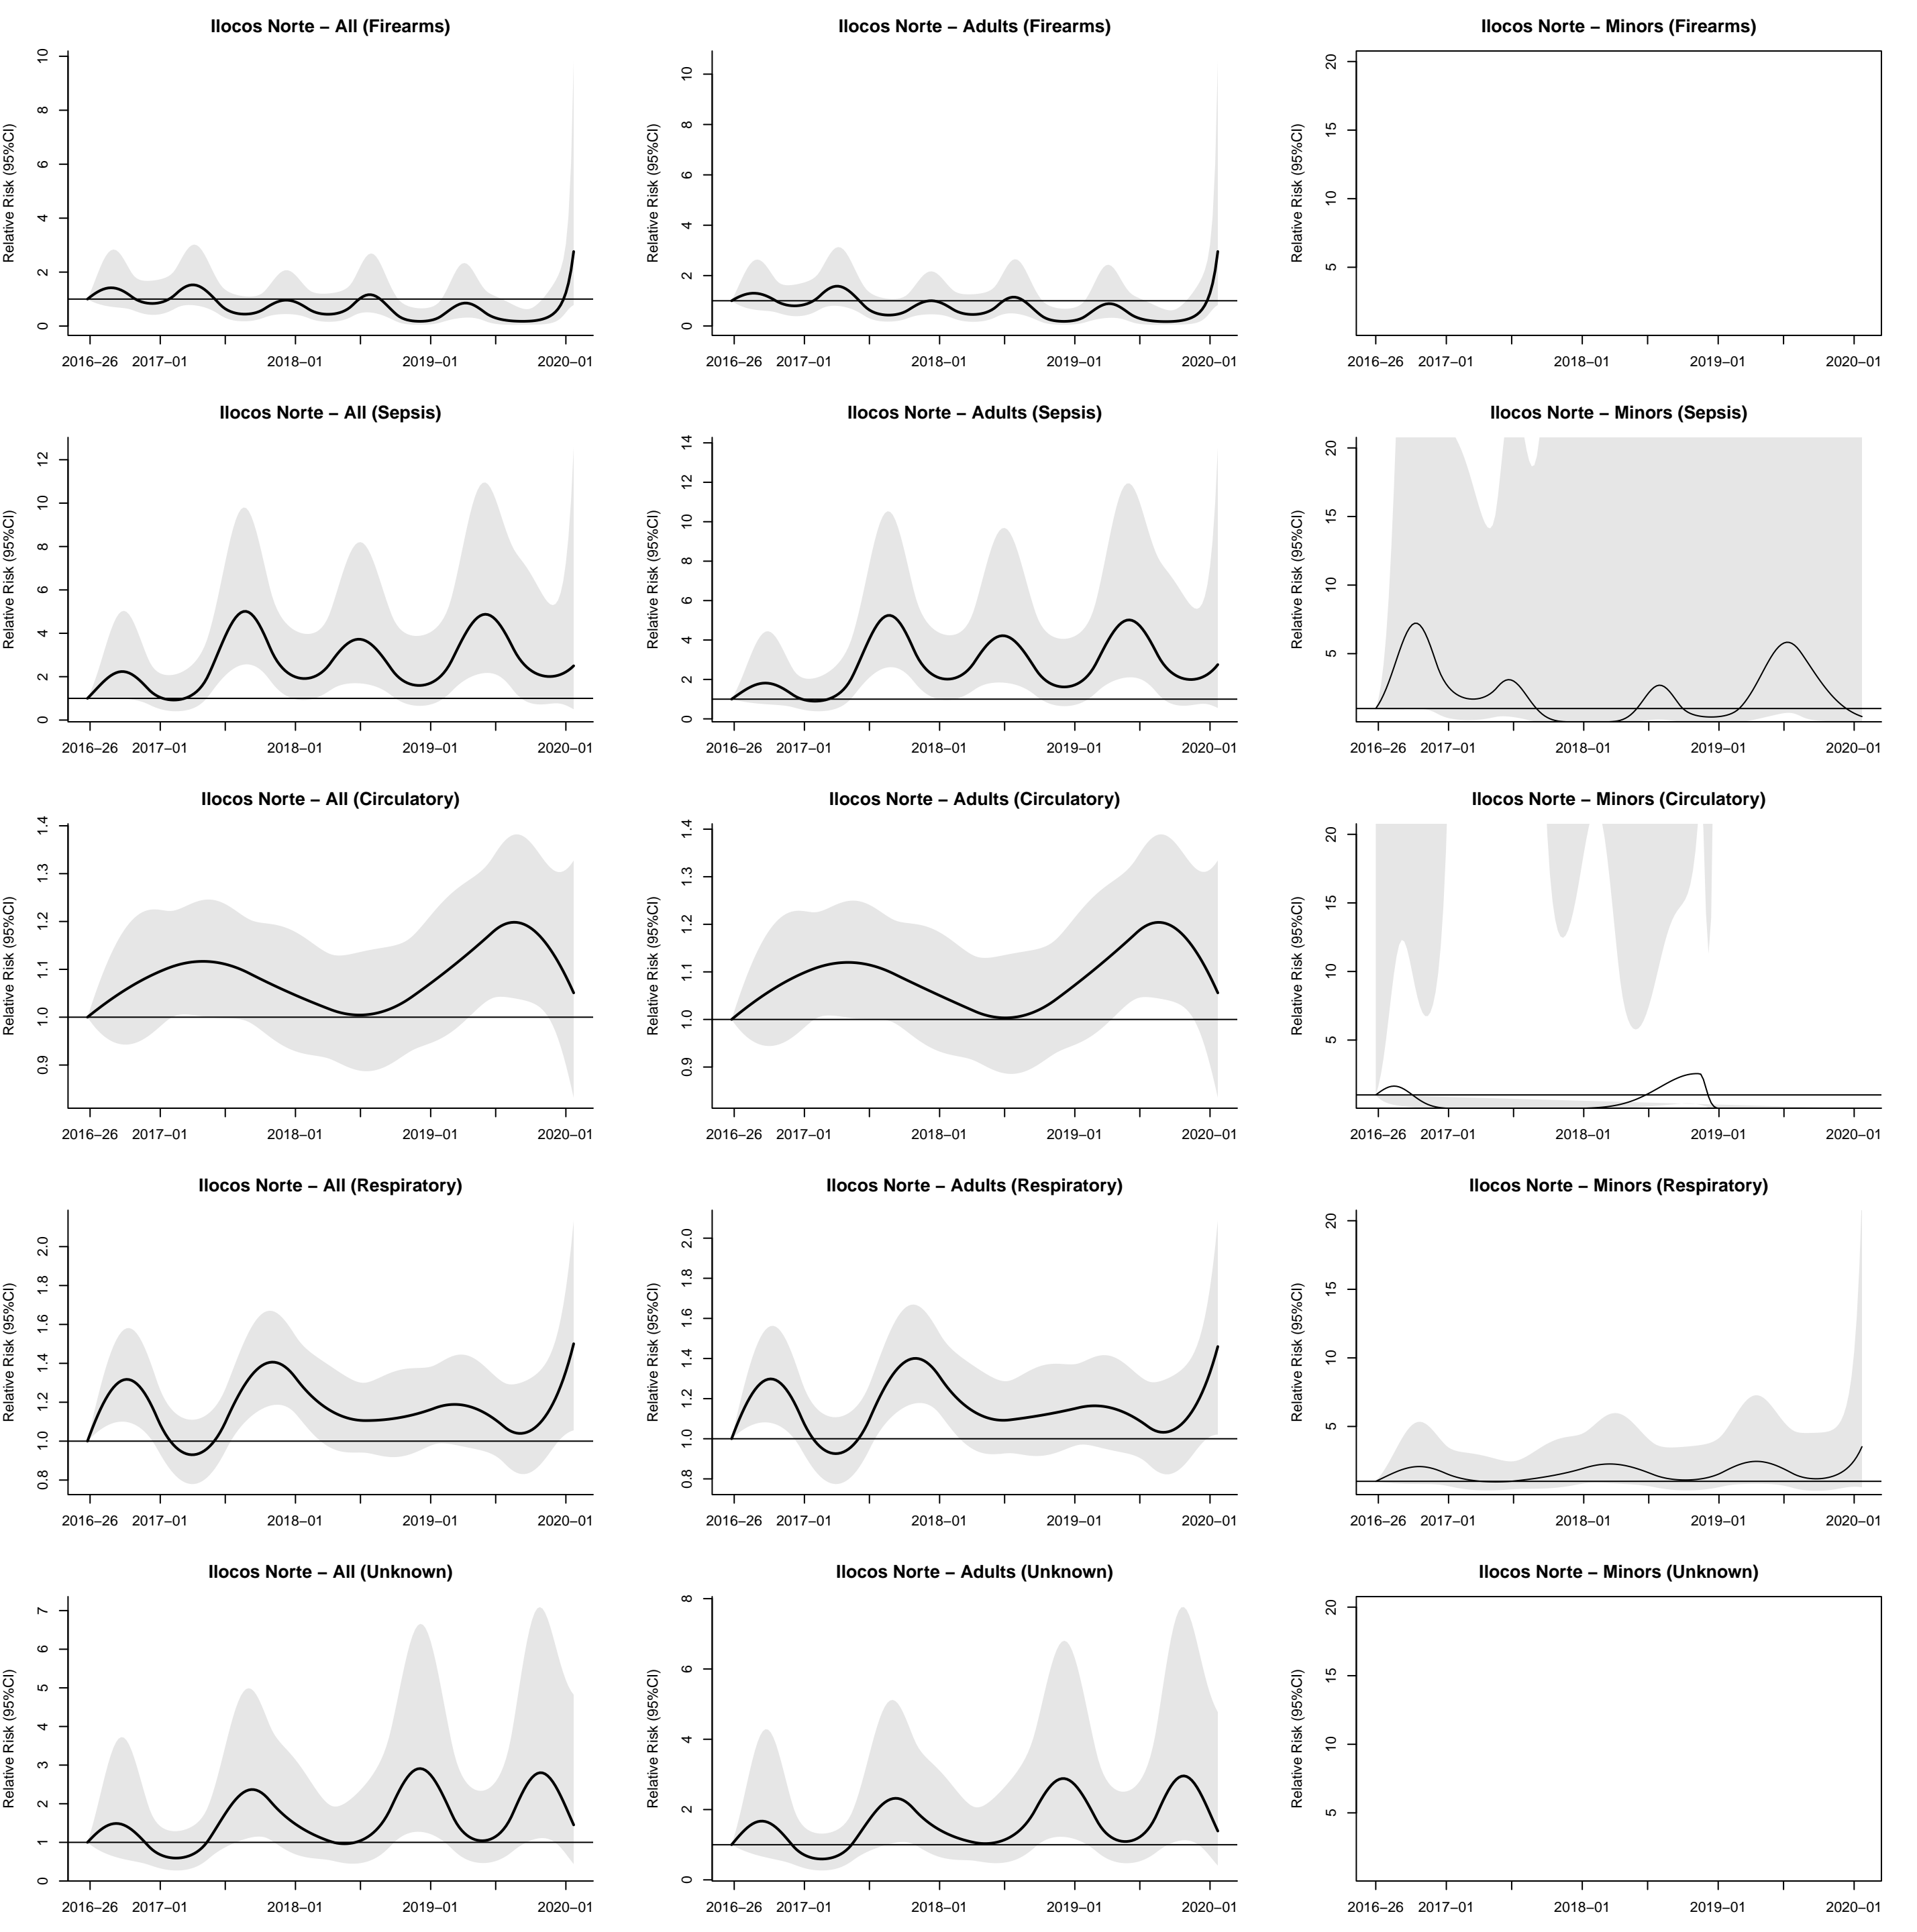 Ilocos Norte – All (Firearms)
Relative Risk (95%CI)
10
8
6
4
2
0
2016–26 2017–01 2018–01 2019–01 2020–01
Ilocos Norte – Adults (Firearms)
Relative Risk (95%CI)
10
8
6
4
2
0
2016–26 2017–01 2018–01 2019–01 2020–01
Ilocos Norte – Minors (Firearms)
Relative Risk (95%CI)
20
15
10
5
2016–26 2017–01 2018–01 2019–01 2020–01
Ilocos Norte – All (Sepsis)
Relative Risk (95%CI)
12
10
8
6
4
2
0
2016–26 2017–01 2018–01 2019–01 2020–01
Ilocos Norte – Adults (Sepsis)
Relative Risk (95%CI)
14
12
10
8
6
4
2
0
2016–26 2017–01 2018–01 2019–01 2020–01
Ilocos Norte – Minors (Sepsis)
Relative Risk (95%CI)
20
15
10
5
2016–26 2017–01 2018–01 2019–01 2020–01
Ilocos Norte – All (Circulatory)
Relative Risk (95%CI)
1.4
1.3
1.2
1.1
1.0
0.9
2016–26 2017–01 2018–01 2019–01 2020–01
Ilocos Norte – Adults (Circulatory)
Relative Risk (95%CI)
1.4
1.3
1.2
1.1
1.0
0.9
2016–26 2017–01 2018–01 2019–01 2020–01
Ilocos Norte – Minors (Circulatory)
Relative Risk (95%CI)
20
15
10
5
2016–26 2017–01 2018–01 2019–01 2020–01
Ilocos Norte – All (Respiratory)
Relative Risk (95%CI)
2.0
1.8
1.6
1.4
1.2
1.0
0.8
2016–26 2017–01 2018–01 2019–01 2020–01
Ilocos Norte – Adults (Respiratory)
Relative Risk (95%CI)
2.0
1.8
1.6
1.4
1.2
1.0
0.8
2016–26 2017–01 2018–01 2019–01 2020–01
Ilocos Norte – Minors (Respiratory)
Relative Risk (95%CI)
20
15
10
5
2016–26 2017–01 2018–01 2019–01 2020–01
Ilocos Norte – All (Unknown)
Relative Risk (95%CI)
7
6
5
4
3
2
1
0
2016–26 2017–01 2018–01 2019–01 2020–01
Ilocos Norte – Adults (Unknown)
Relative Risk (95%CI)
8
6
4
2
0
2016–26 2017–01 2018–01 2019–01 2020–01
Ilocos Norte – Minors (Unknown)
Relative Risk (95%CI)
20
15
10
5
2016–26 2017–01 2018–01 2019–01 2020–01